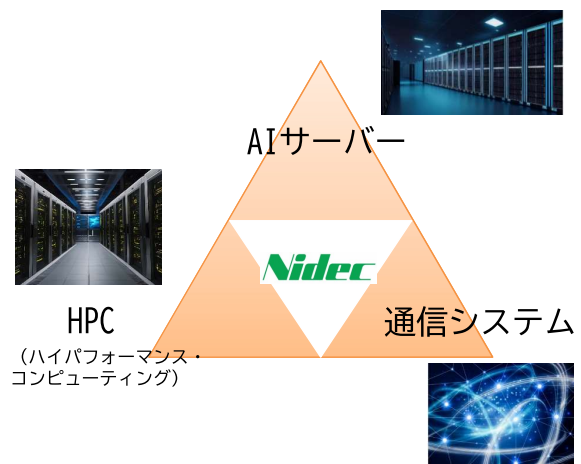 AIサーバー
Nidec
HPC
（ハイパフォーマンス・
コンピューティング）
通信システム